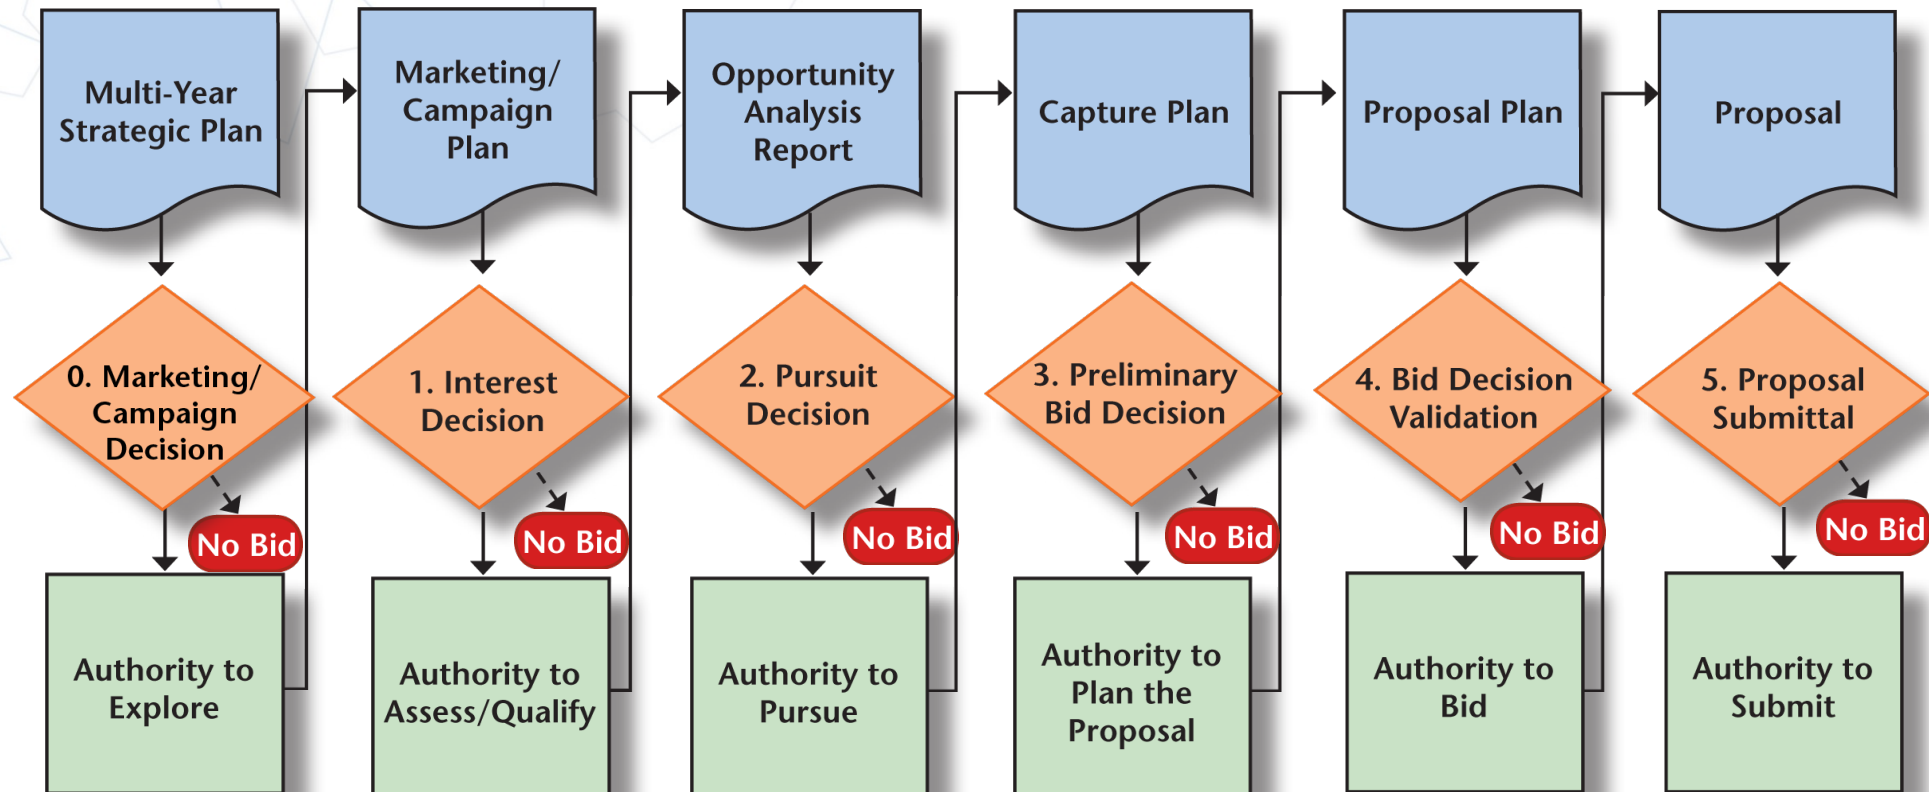 Multi-Year
Strategic Plan
Marketing/
Campaign
Plan
Opportunity
Analysis
Report
Capture Plan
Proposal Plan
Proposal
0. Marketing/
Campaign
Decision
1. Interest
Decision
2. Pursuit
Decision
3. Preliminary
Bid Decision
4. Bid Decision
Validation
5. Proposal
Submittal
No Bid
No Bid
No Bid
No Bid
No Bid
No Bid
Authority to
Explore
Authority to
Assess/Qualify
Authority to
Pursue
Authority to
Plan the
Proposal
Authority to
Bid
Authority to
Submit